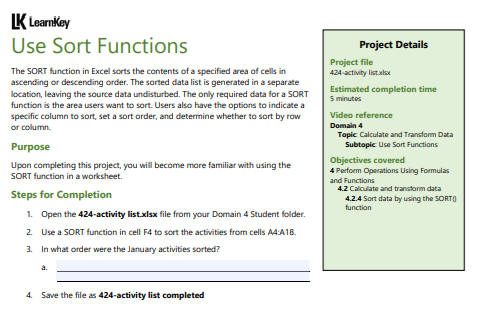 LK LearnKey
Use Sort Functions
The SORT function in Excel sorts the contents of a specified area of cells in
ascending or descending order. The sorted data list is generated in a separate
location, leaving the source data undisturbed. The only required data for a SORT
function is the area users want to sort. Users also have the options to indicate a
specific column to sort, set a sort order, and determine whether to sort by row
or column.
Purpose
Upon completing this project, you will become more familiar with using the
SORT function in a worksheet.
Steps for Completion
1. Open the 424-activity list.xlsx file from your Domain 4 Student folder.
2. Use a SORT function in cell F4 to sort the activities from cells A4:A18.
3. In what order were the January activities sorted?
a.
4. Save the file as 424-activity list completed
Project Details
Project file
424-activity list.xlsx
Estimated completion time
5 minutes
Video reference
Domain 4
Topic: Calculate and Transform Data
Subtopic: Use Sort Functions
Objectives covered
4 Perform Operations Using Formulas
and Functions
4.2 Calculate and transform data
4.2.4 Sort data by using the SORT()
function